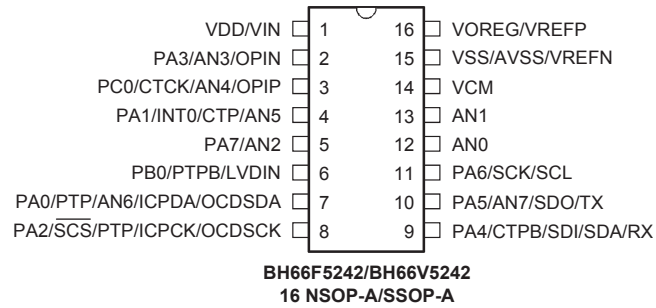 VDD/VIN 1 16 VOREG/VREFP
PA3/AN3/OPIN 2 15 VSS/AVSS/VREFN
PC0/CTCK/AN4/OPIP 3 14 VCM
PA1/INT0/CTP/AN5 4 13 AN1
PA7/AN2 5 12 AN0
PB0/PTPB/LVDIN 6 11 PA6/SCK/SCL
PA0/PTP/AN6/ICPDA/OCDSDA 7 10 PA5/AN7/SDO/TX
PA2/S̅C̅S̅/PTP/ICPCK/OCDSCK 8 9 PA4/CTPB/SDI/SDA/RX
BH66F5242/BH66V5242
16 NSOP-A/SSOP-A